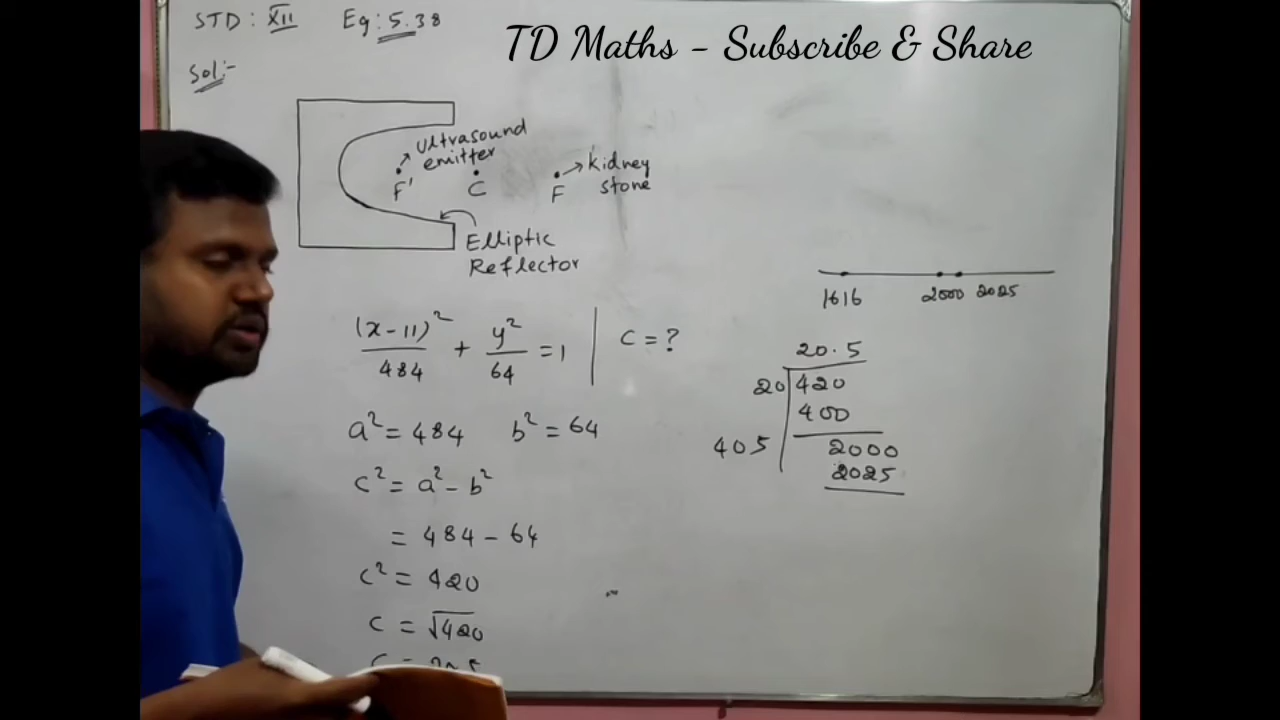 STD : XII Eg : 5.38
TD Maths - Subscribe & Share
Sol:-
ultrasound
emitter
F'
C
F
kidney
stone
Elliptic
Reflector
(x-11)²/484 + y²/64 = 1 | c = ?
a² = 484 b² = 64
c² = a² - b²
= 484 - 64
c² = 420
c = √420
1616 2000 2025
20.5
20 420
400
405 2000
2025